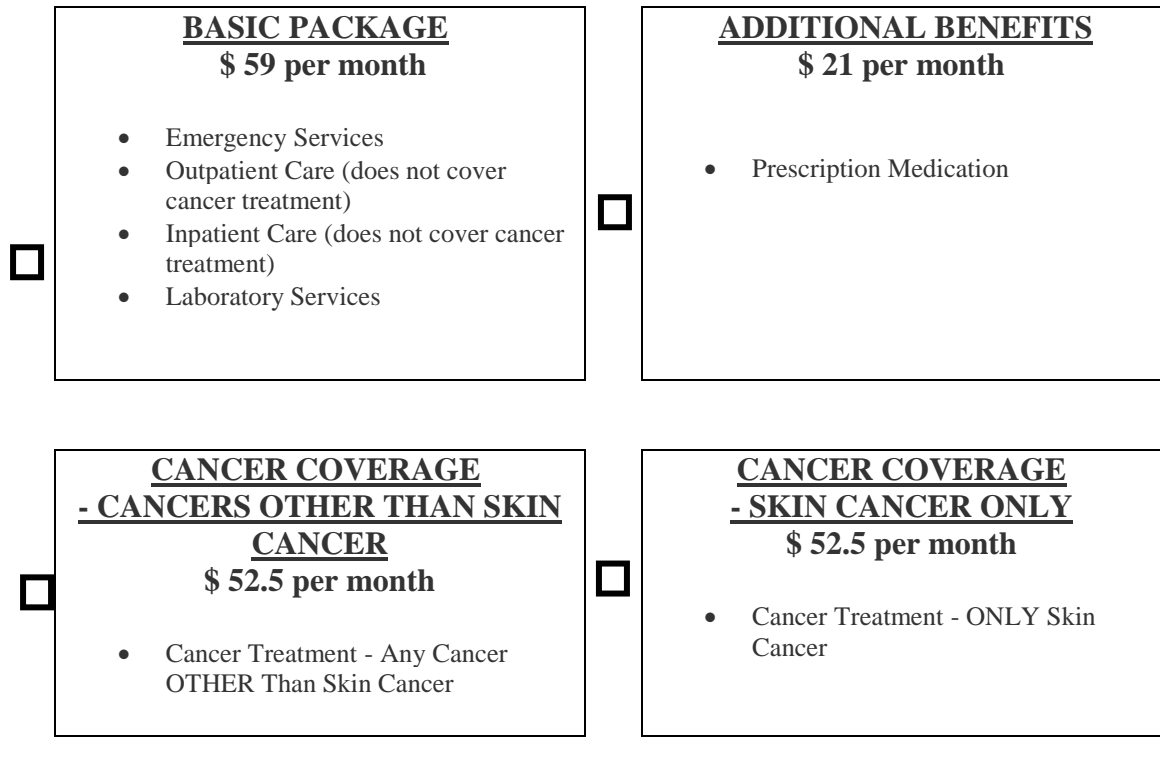 BASIC PACKAGE
$ 59 per month
• Emergency Services
• Outpatient Care (does not cover
cancer treatment)
• Inpatient Care (does not cover cancer
treatment)
• Laboratory Services
ADDITIONAL BENEFITS
$ 21 per month
• Prescription Medication
CANCER COVERAGE
- CANCERS OTHER THAN SKIN
CANCER
$ 52.5 per month
• Cancer Treatment - Any Cancer
OTHER Than Skin Cancer
CANCER COVERAGE
- SKIN CANCER ONLY
$ 52.5 per month
• Cancer Treatment - ONLY Skin
Cancer